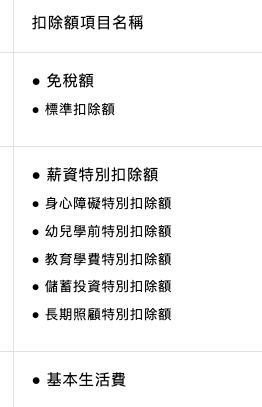 扣除額項目名稱
● 免稅額
● 標準扣除額
● 薪資特別扣除額
● 身心障礙特別扣除額
● 幼兒學前特別扣除額
● 教育學費特別扣除額
● 儲蓄投資特別扣除額
● 長期照顧特別扣除額
● 基本生活費